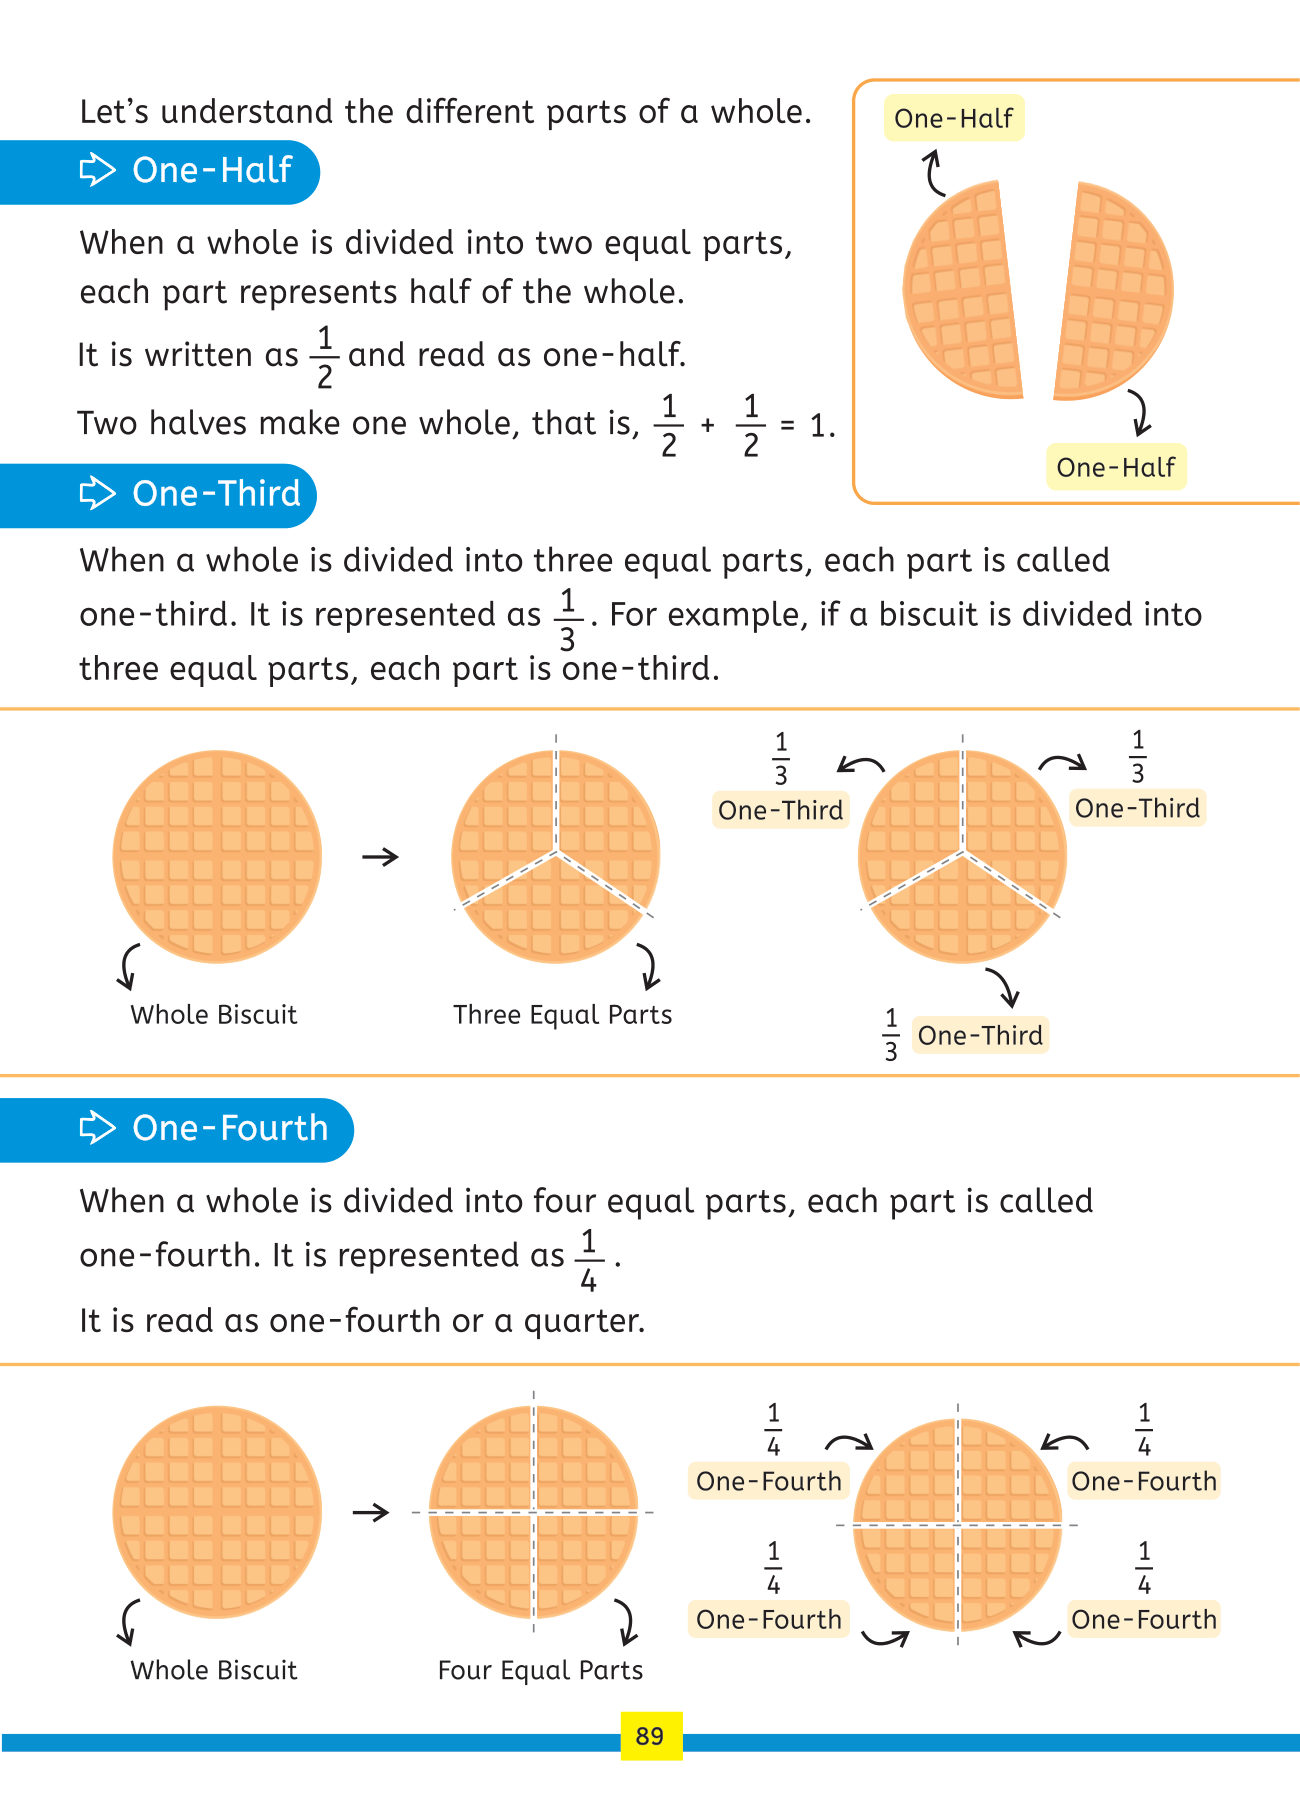 Let's understand the different parts of a whole.
One-Half
When a whole is divided into two equal parts,
each part represents half of the whole.
It is written as 1/2 and read as one-half.
Two halves make one whole, that is, 1/2 + 1/2 = 1.
One-Half
One-Half
One-Third
When a whole is divided into three equal parts, each part is called
one-third. It is represented as 1/3. For example, if a biscuit is divided into
three equal parts, each part is one-third.
1/3
One-Third
1/3
One-Third
Whole Biscuit
Three Equal Parts
1/3 One-Third
One-Fourth
When a whole is divided into four equal parts, each part is called
one-fourth. It is represented as 1/4.
It is read as one-fourth or a quarter.
1/4
One-Fourth
1/4
One-Fourth
1/4
One-Fourth
1/4
One-Fourth
Whole Biscuit
Four Equal Parts
89